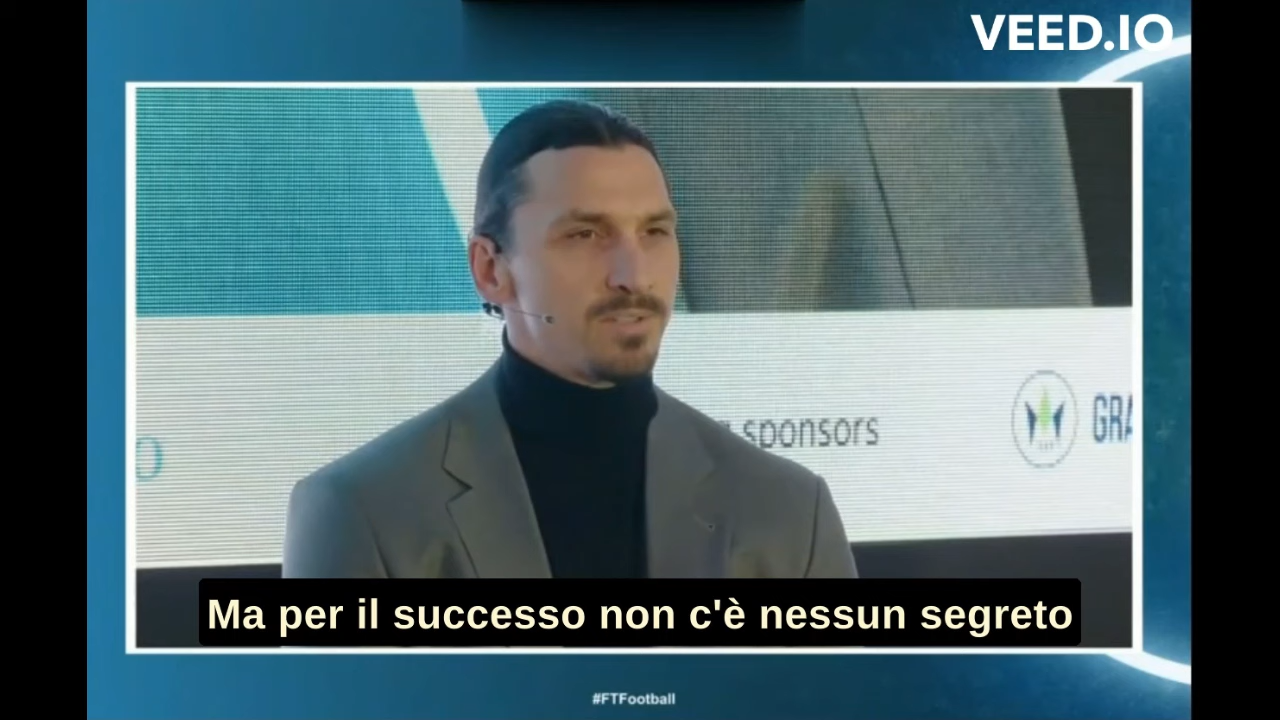 VEED.IO
sponsors
GRA
Ma per il successo non c'è nessun segreto
#FTFootball